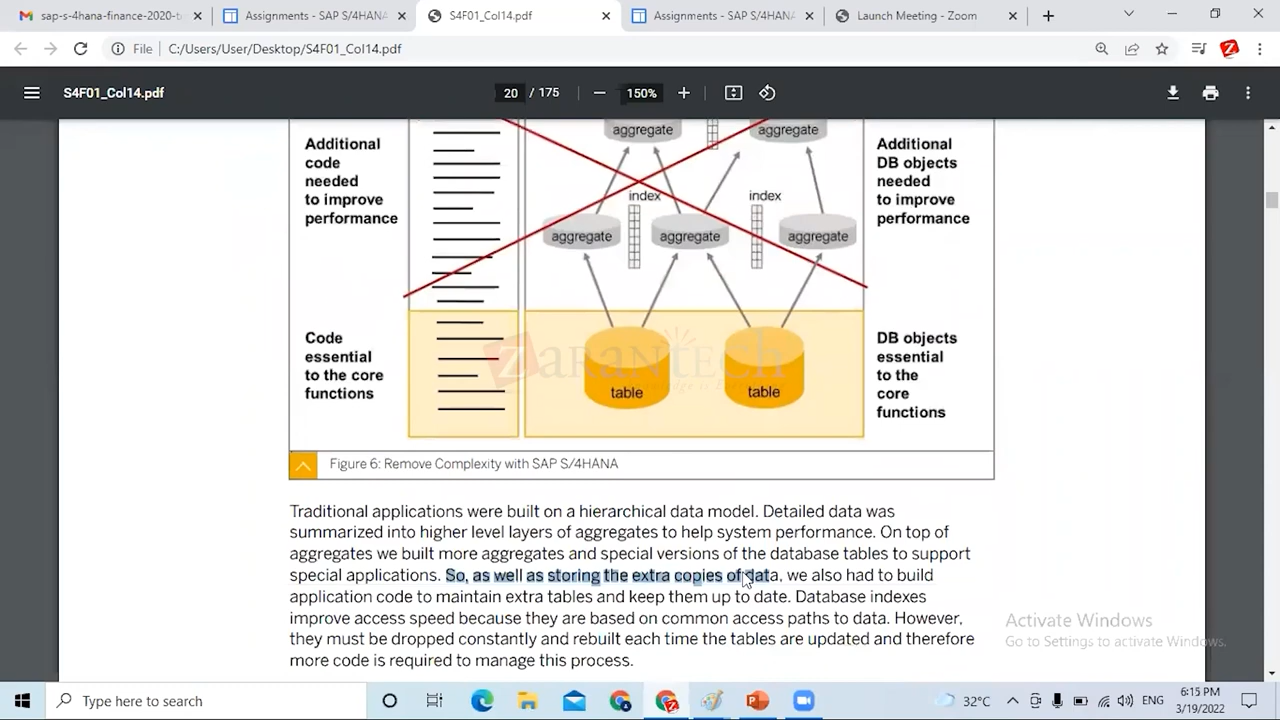 sap-s-4hana-finance-2020-t
Assignments - SAP S/4HANA
S4F01_Col14.pdf
Assignments - SAP S/4HANA
Launch Meeting - Zoom
File
C:/Users/User/Desktop/S4F01_Col14.pdf
S4F01_Col14.pdf
20 / 175
150%
Additional
code
needed
to improve
performance
aggregate
aggregate
index
index
aggregate
aggregate
aggregate
Additional
DB objects
needed
to improve
performance
Code
essential
to the core
functions
ZARANTECH
table
table
DB objects
essential
to the
core
functions
Figure 6: Remove Complexity with SAP S/4HANA
Traditional applications were built on a hierarchical data model. Detailed data was
summarized into higher level layers of aggregates to help system performance. On top of
aggregates we built more aggregates and special versions of the database tables to support
special applications. So, as well as storing the extra copies of data, we also had to build
application code to maintain extra tables and keep them up to date. Database indexes
improve access speed because they are based on common access paths to data. However,
they must be dropped constantly and rebuilt each time the tables are updated and therefore
more code is required to manage this process.
Activate Windows
Go to Settings to activate Windows.
Type here to search
32°C
ENG
6:15 PM
3/19/2022